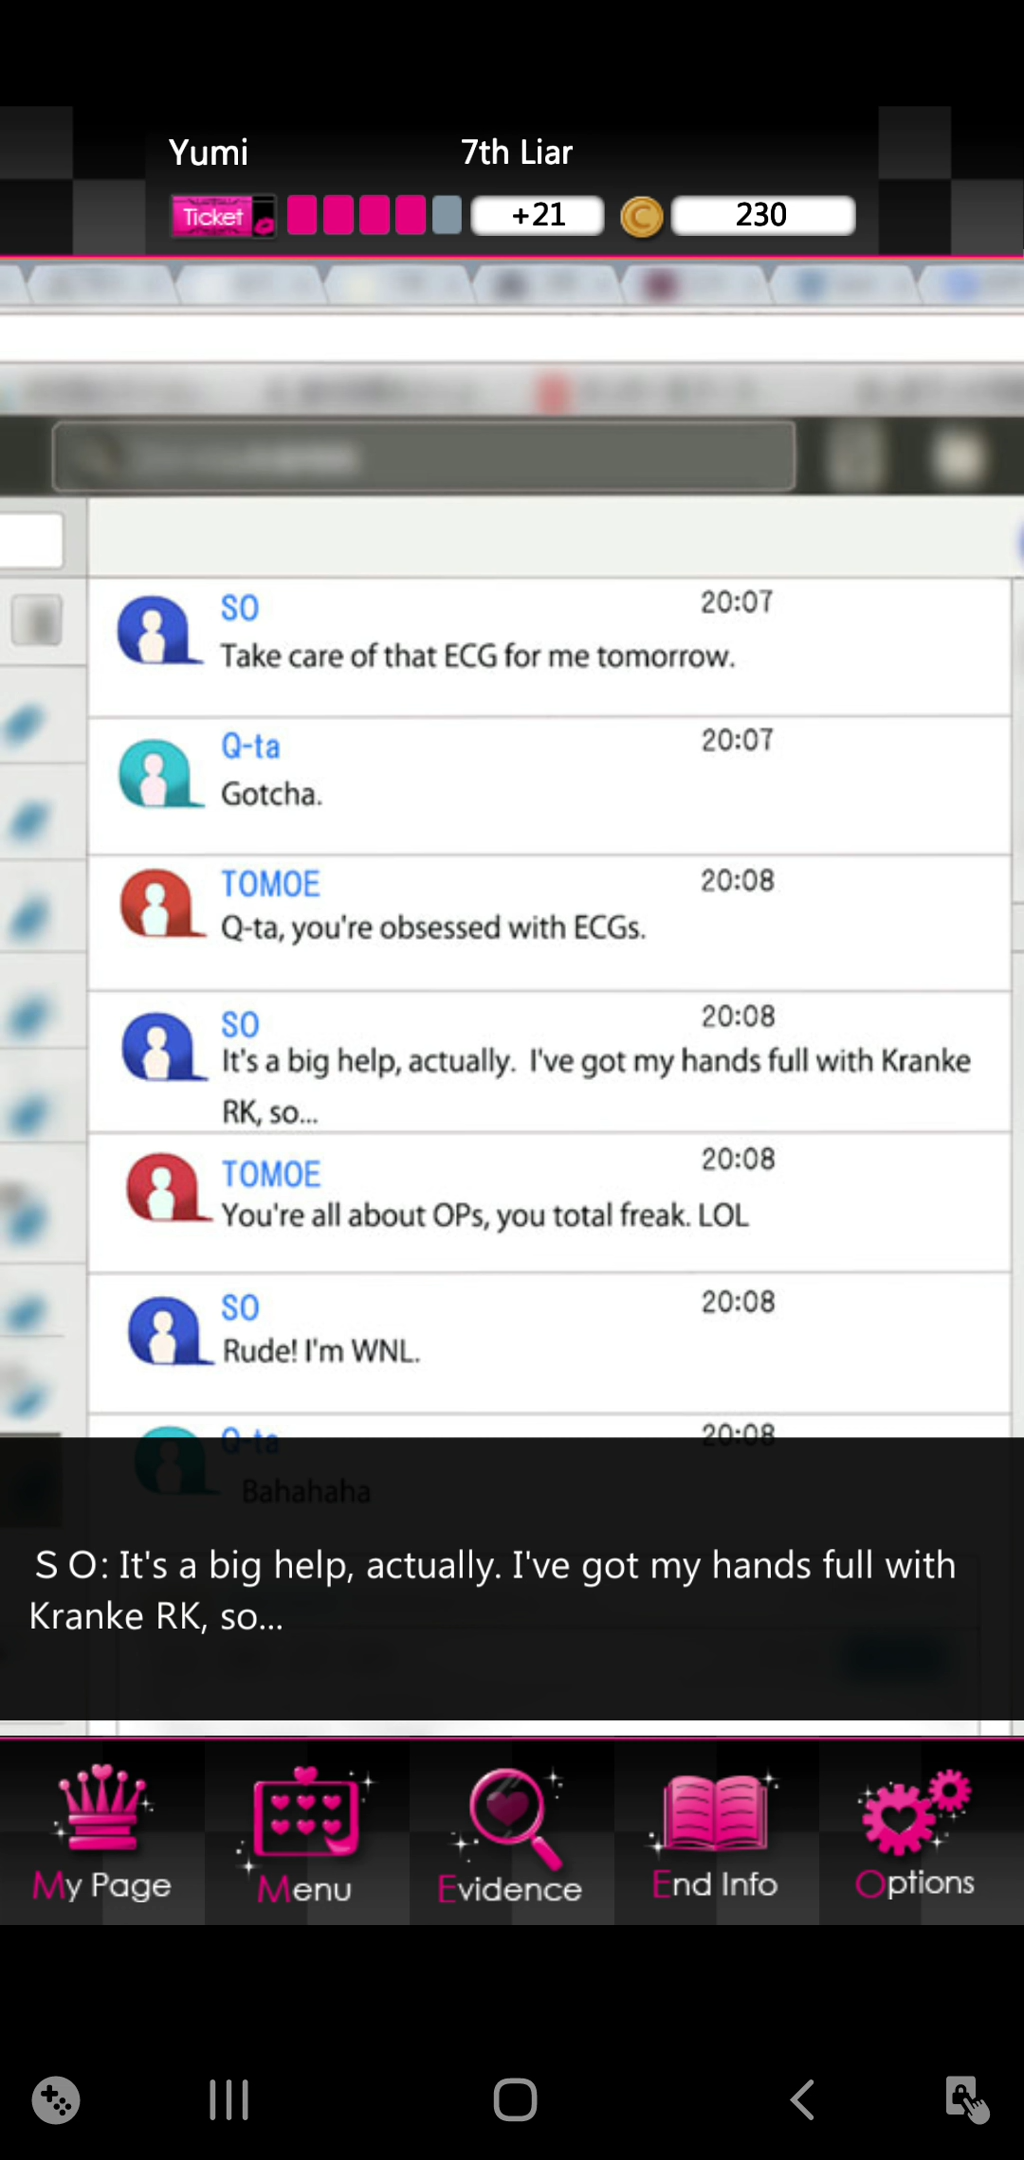 Yumi
7th Liar
Ticket
+21
C
230
SO
20:07
Take care of that ECG for me tomorrow.
Q-ta
20:07
Gotcha.
TOMOE
20:08
Q-ta, you're obsessed with ECGs.
SO
20:08
It's a big help, actually. I've got my hands full with Kranke
RK, so...
TOMOE
20:08
You're all about OPs, you total freak. LOL
SO
20:08
Rude! I'm WNL.
Q-ta
20:08
Bahahaha
S O: It's a big help, actually. I've got my hands full with
Kranke RK, so...
My Page
Menu
Evidence
End Info
Options